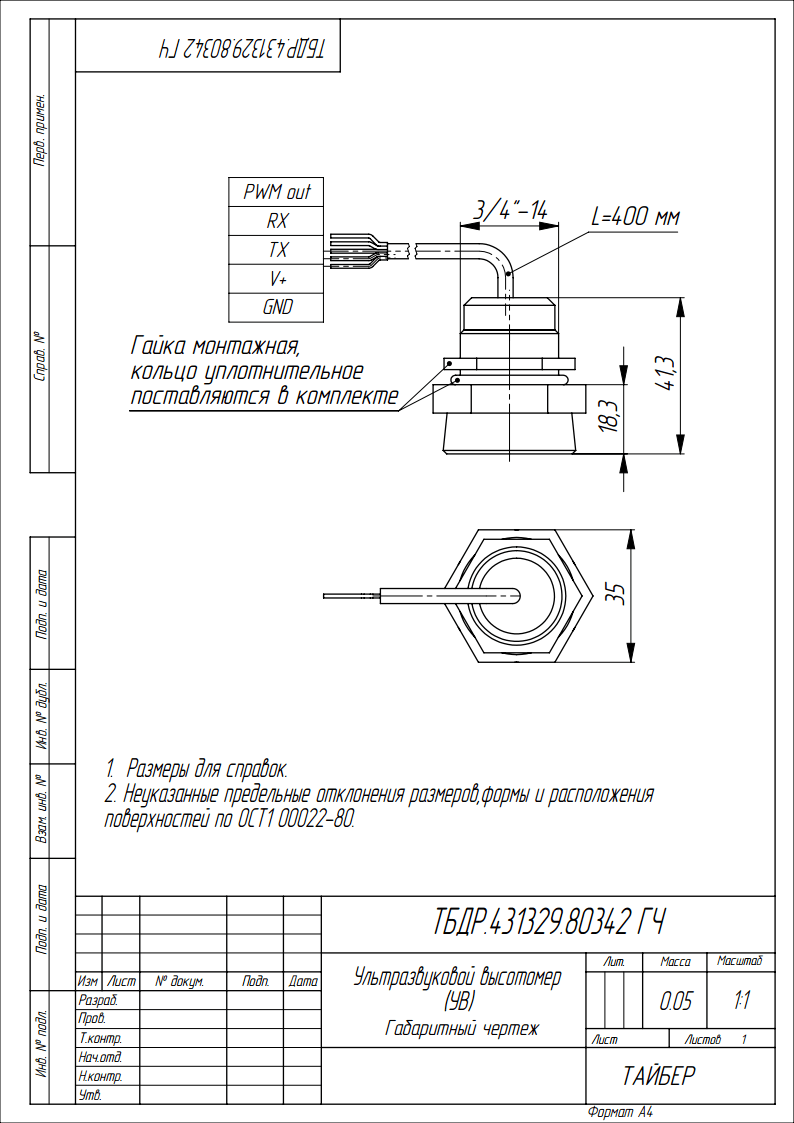 ТБДР.431329.80342 ГЧ
Перв. примен.
Справ. №
PWM out
RX
TX
V+
GND
3/4"-14
L=400 мм
Гайка монтажная,
кольцо уплотнительное
поставляются в комплекте
41,3
18,3
35
Подп. и дата
Инв. № дубл.
Взам. инв. №
Подп. и дата
Инв. № подл.
1. Размеры для справок.
2. Неуказанные предельные отклонения размеров,формы и расположения
поверхностей по ОСТ1 00022-80.
ТБДР.431329.80342 ГЧ
Изм Лист № докум. Подп. Дата
Разраб.
Пров.
Т.контр.
Нач.отд.
Н.контр.
Утв.
Ультразвуковой высотомер
(УВ)
Габаритный чертеж
Лит. Масса Масштаб
0.05 1:1
Лист Листов 1
ТАЙБЕР
Формат А4